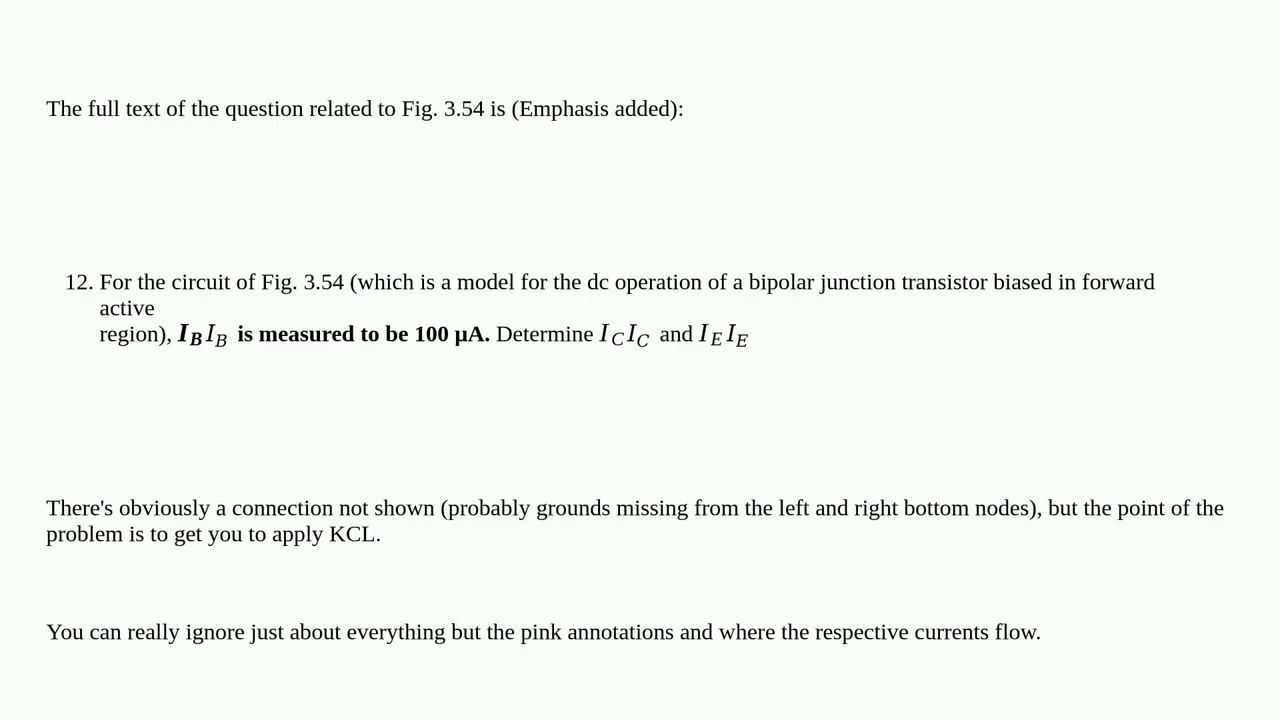 The full text of the question related to Fig. 3.54 is (Emphasis added):
12. For the circuit of Fig. 3.54 (which is a model for the dc operation of a bipolar junction transistor biased in forward
active
region), I_B I_B is measured to be 100 μA. Determine I_C I_C and I_E I_E
There's obviously a connection not shown (probably grounds missing from the left and right bottom nodes), but the point of the
problem is to get you to apply KCL.
You can really ignore just about everything but the pink annotations and where the respective currents flow.